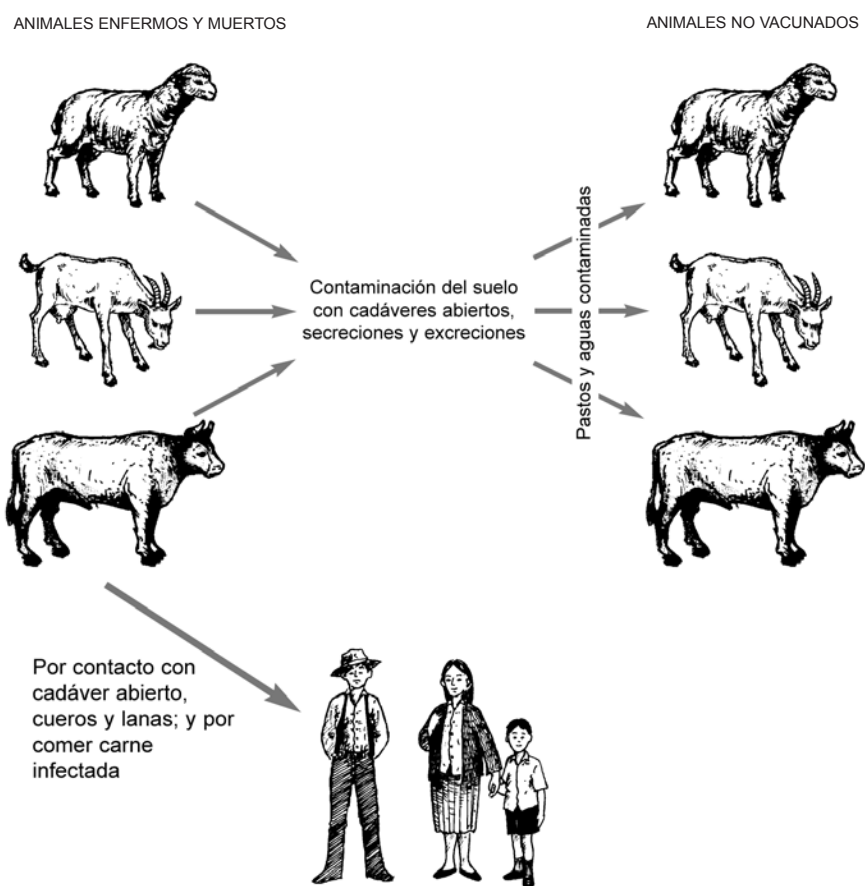 ANIMALES ENFERMOS Y MUERTOS
ANIMALES NO VACUNADOS
Contaminación del suelo
con cadáveres abiertos,
secreciones y excreciones
Pastos y aguas contaminadas
Por contacto con
cadáver abierto,
cueros y lanas; y por
comer carne
infectada